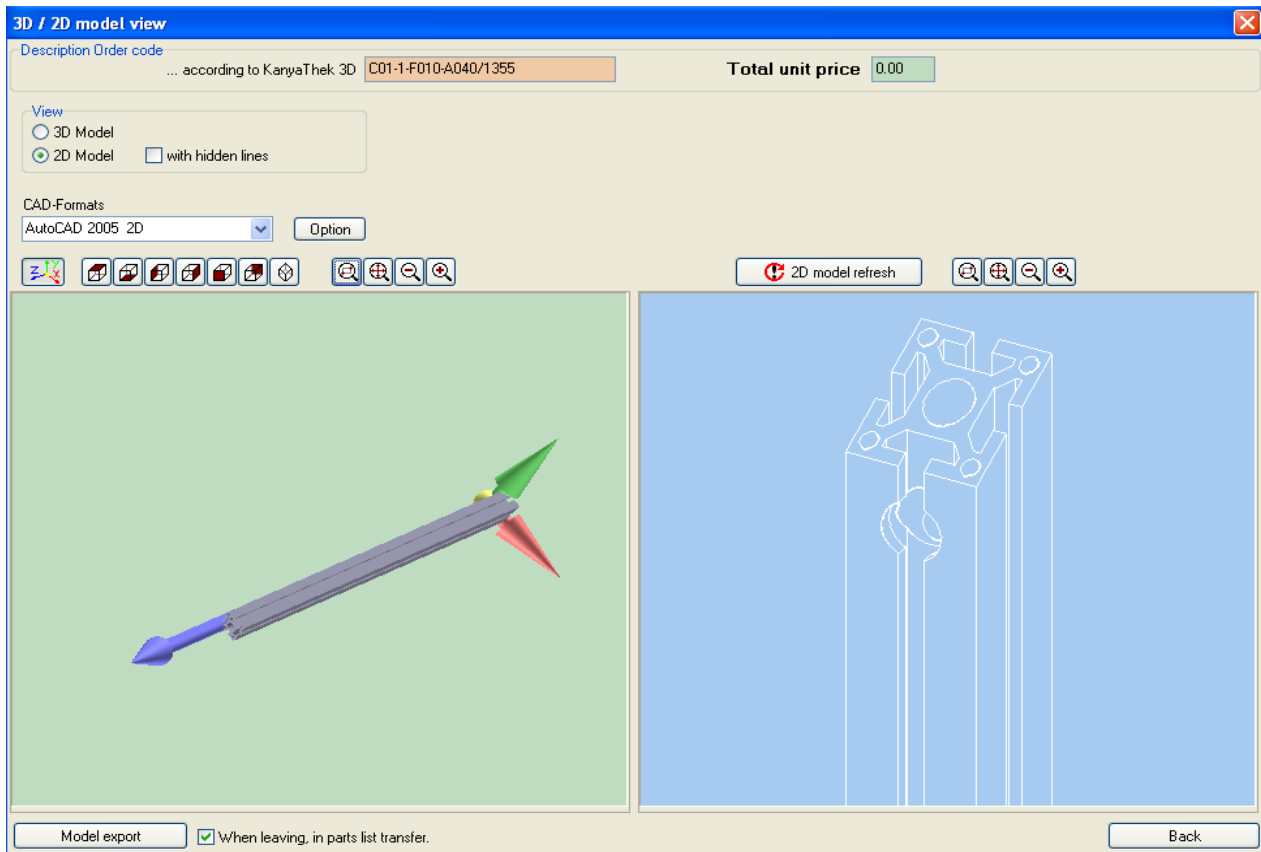 3D / 2D model view
Description Order code
... according to KanyaThek 3D C01-1-F010-A040/1355 Total unit price 0.00
View
3D Model
2D Model with hidden lines
CAD-Formats
AutoCAD 2005 2D Option
Z Y X 2D model refresh
Model export When leaving, in parts list transfer. Back